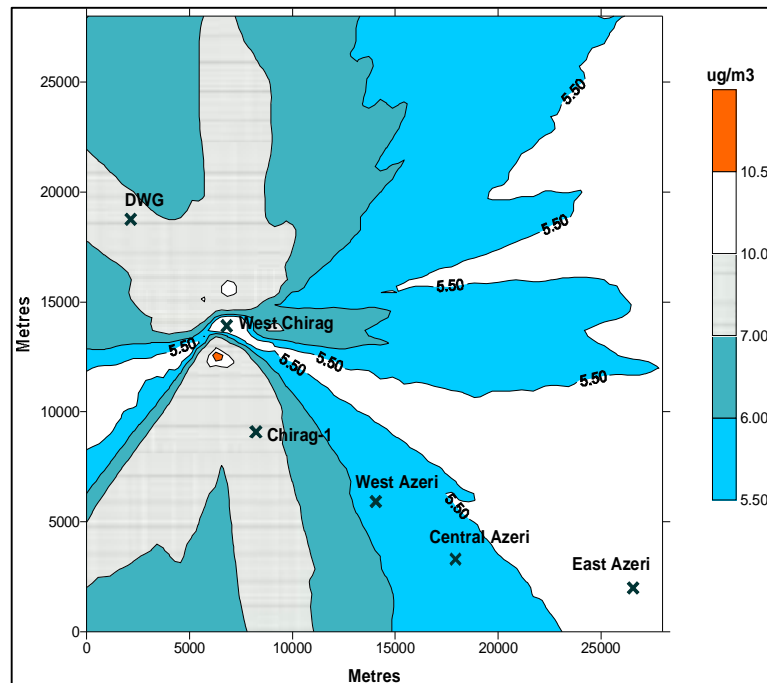 ug/m3
10.5
10.0
7.00
6.00
5.50
25000
20000
15000
10000
5000
0
Metres
0
5000
10000
15000
20000
25000
Metres
5.50
DWG
5.50
5.50
West Chirag
5.50
5.50
5.50
5.50
Chirag-1
West Azeri
5.50
Central Azeri
East Azeri